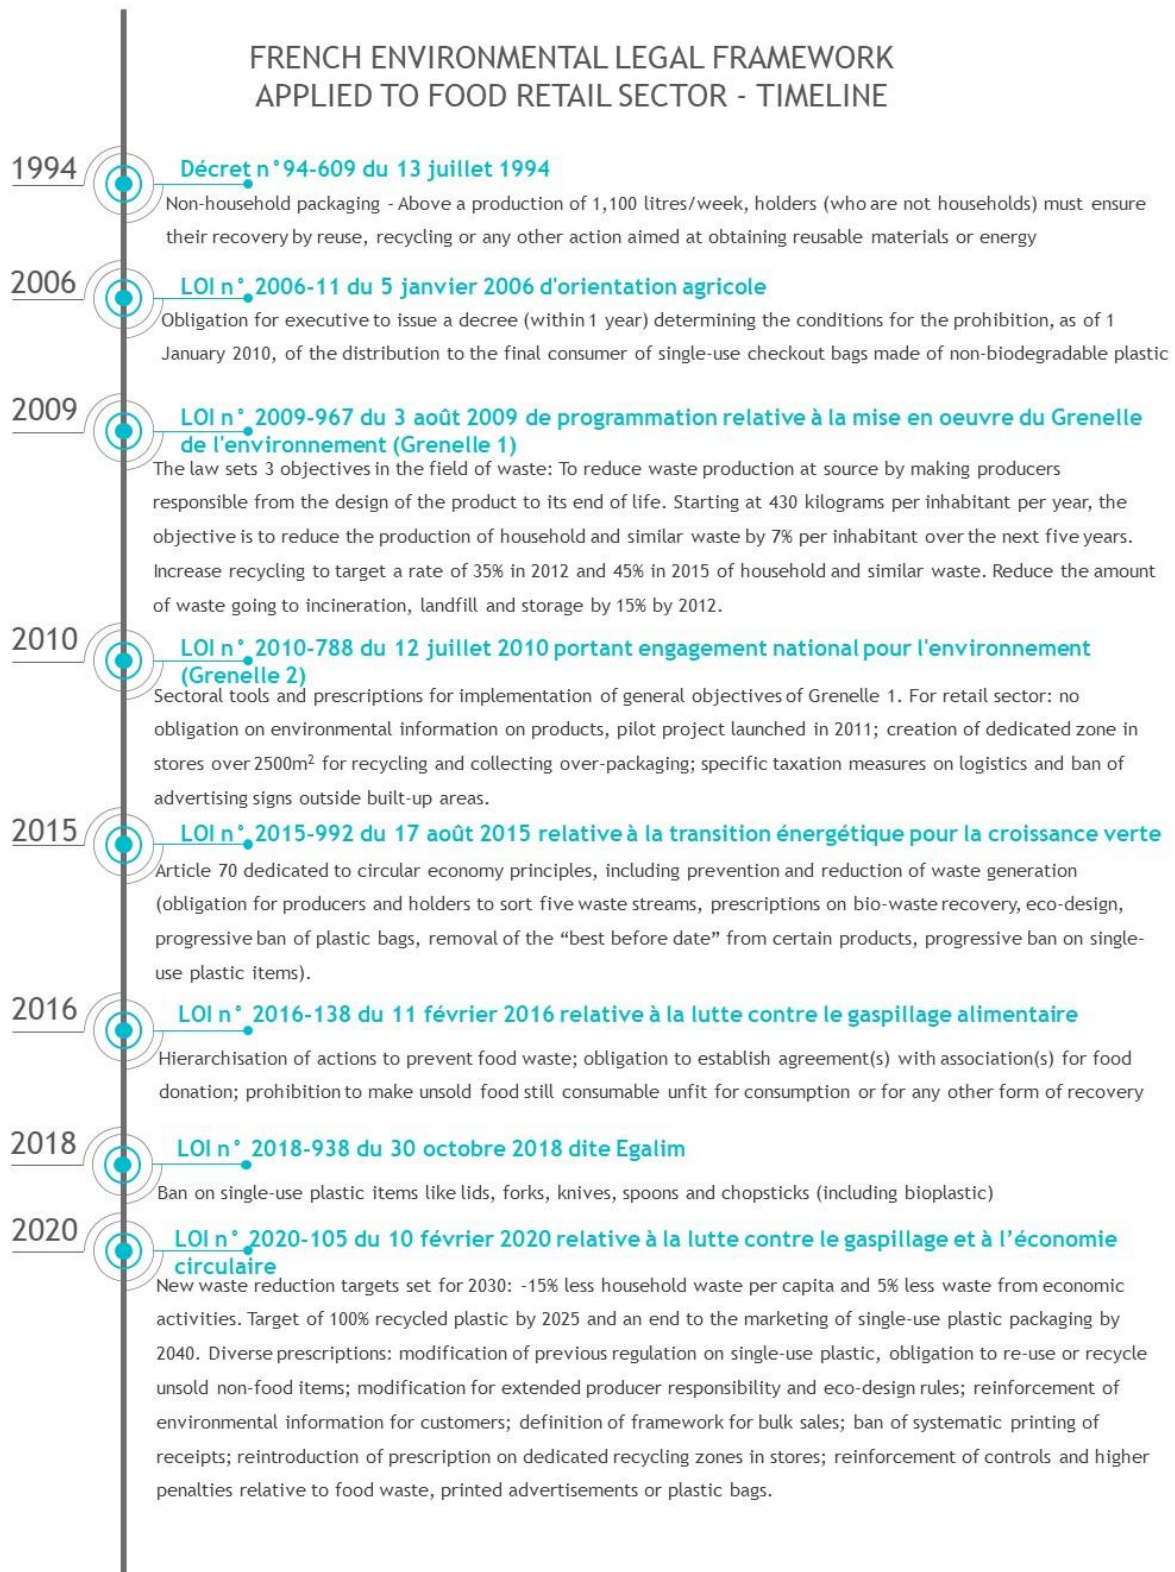 FRENCH ENVIRONMENTAL LEGAL FRAMEWORK
APPLIED TO FOOD RETAIL SECTOR - TIMELINE
1994
Décret n°94-609 du 13 juillet 1994
Non-household packaging - Above a production of 1,100 litres/week, holders (who are not households) must ensure
their recovery by reuse, recycling or any other action aimed at obtaining reusable materials or energy
2006
LOI n° 2006-11 du 5 janvier 2006 d'orientation agricole
Obligation for executive to issue a decree (within 1 year) determining the conditions for the prohibition, as of 1
January 2010, of the distribution to the final consumer of single-use checkout bags made of non-biodegradable plastic
2009
LOI n° 2009-967 du 3 août 2009 de programmation relative à la mise en oeuvre du Grenelle
de l'environnement (Grenelle 1)
The law sets 3 objectives in the field of waste: To reduce waste production at source by making producers
responsible from the design of the product to its end of life. Starting at 430 kilograms per inhabitant per year, the
objective is to reduce the production of household and similar waste by 7% per inhabitant over the next five years.
Increase recycling to target a rate of 35% in 2012 and 45% in 2015 of household and similar waste. Reduce the amount
of waste going to incineration, landfill and storage by 15% by 2012.
2010
LOI n° 2010-788 du 12 juillet 2010 portant engagement national pour l'environnement
(Grenelle 2)
Sectoral tools and prescriptions for implementation of general objectives of Grenelle 1. For retail sector: no
obligation on environmental information on products, pilot project launched in 2011; creation of dedicated zone in
stores over 2500m² for recycling and collecting over-packaging; specific taxation measures on logistics and ban of
advertising signs outside built-up areas.
2015
LOI n° 2015-992 du 17 août 2015 relative à la transition énergétique pour la croissance verte
Article 70 dedicated to circular economy principles, including prevention and reduction of waste generation
(obligation for producers and holders to sort five waste streams, prescriptions on bio-waste recovery, eco-design,
progressive ban of plastic bags, removal of the “best before date” from certain products, progressive ban on single-
use plastic items).
2016
LOI n° 2016-138 du 11 février 2016 relative à la lutte contre le gaspillage alimentaire
Hierarchisation of actions to prevent food waste; obligation to establish agreement(s) with association(s) for food
donation; prohibition to make unsold food still consumable unfit for consumption or for any other form of recovery
2018
LOI n° 2018-938 du 30 octobre 2018 dite Egalim
Ban on single-use plastic items like lids, forks, knives, spoons and chopsticks (including bioplastic)
2020
LOI n° 2020-105 du 10 février 2020 relative à la lutte contre le gaspillage et à l’économie
circulaire
New waste reduction targets set for 2030: -15% less household waste per capita and 5% less waste from economic
activities. Target of 100% recycled plastic by 2025 and an end to the marketing of single-use plastic packaging by
2040. Diverse prescriptions: modification of previous regulation on single-use plastic, obligation to re-use or recycle
unsold non-food items; modification for extended producer responsibility and eco-design rules; reinforcement of
environmental information for customers; definition of framework for bulk sales; ban of systematic printing of
receipts; reintroduction of prescription on dedicated recycling zones in stores; reinforcement of controls and higher
penalties relative to food waste, printed advertisements or plastic bags.